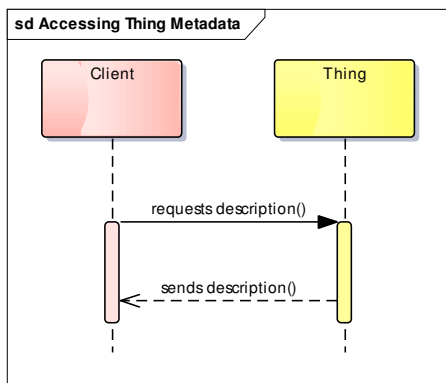 sd Accessing Thing Metadata
Client
Thing
requests description()
sends description()